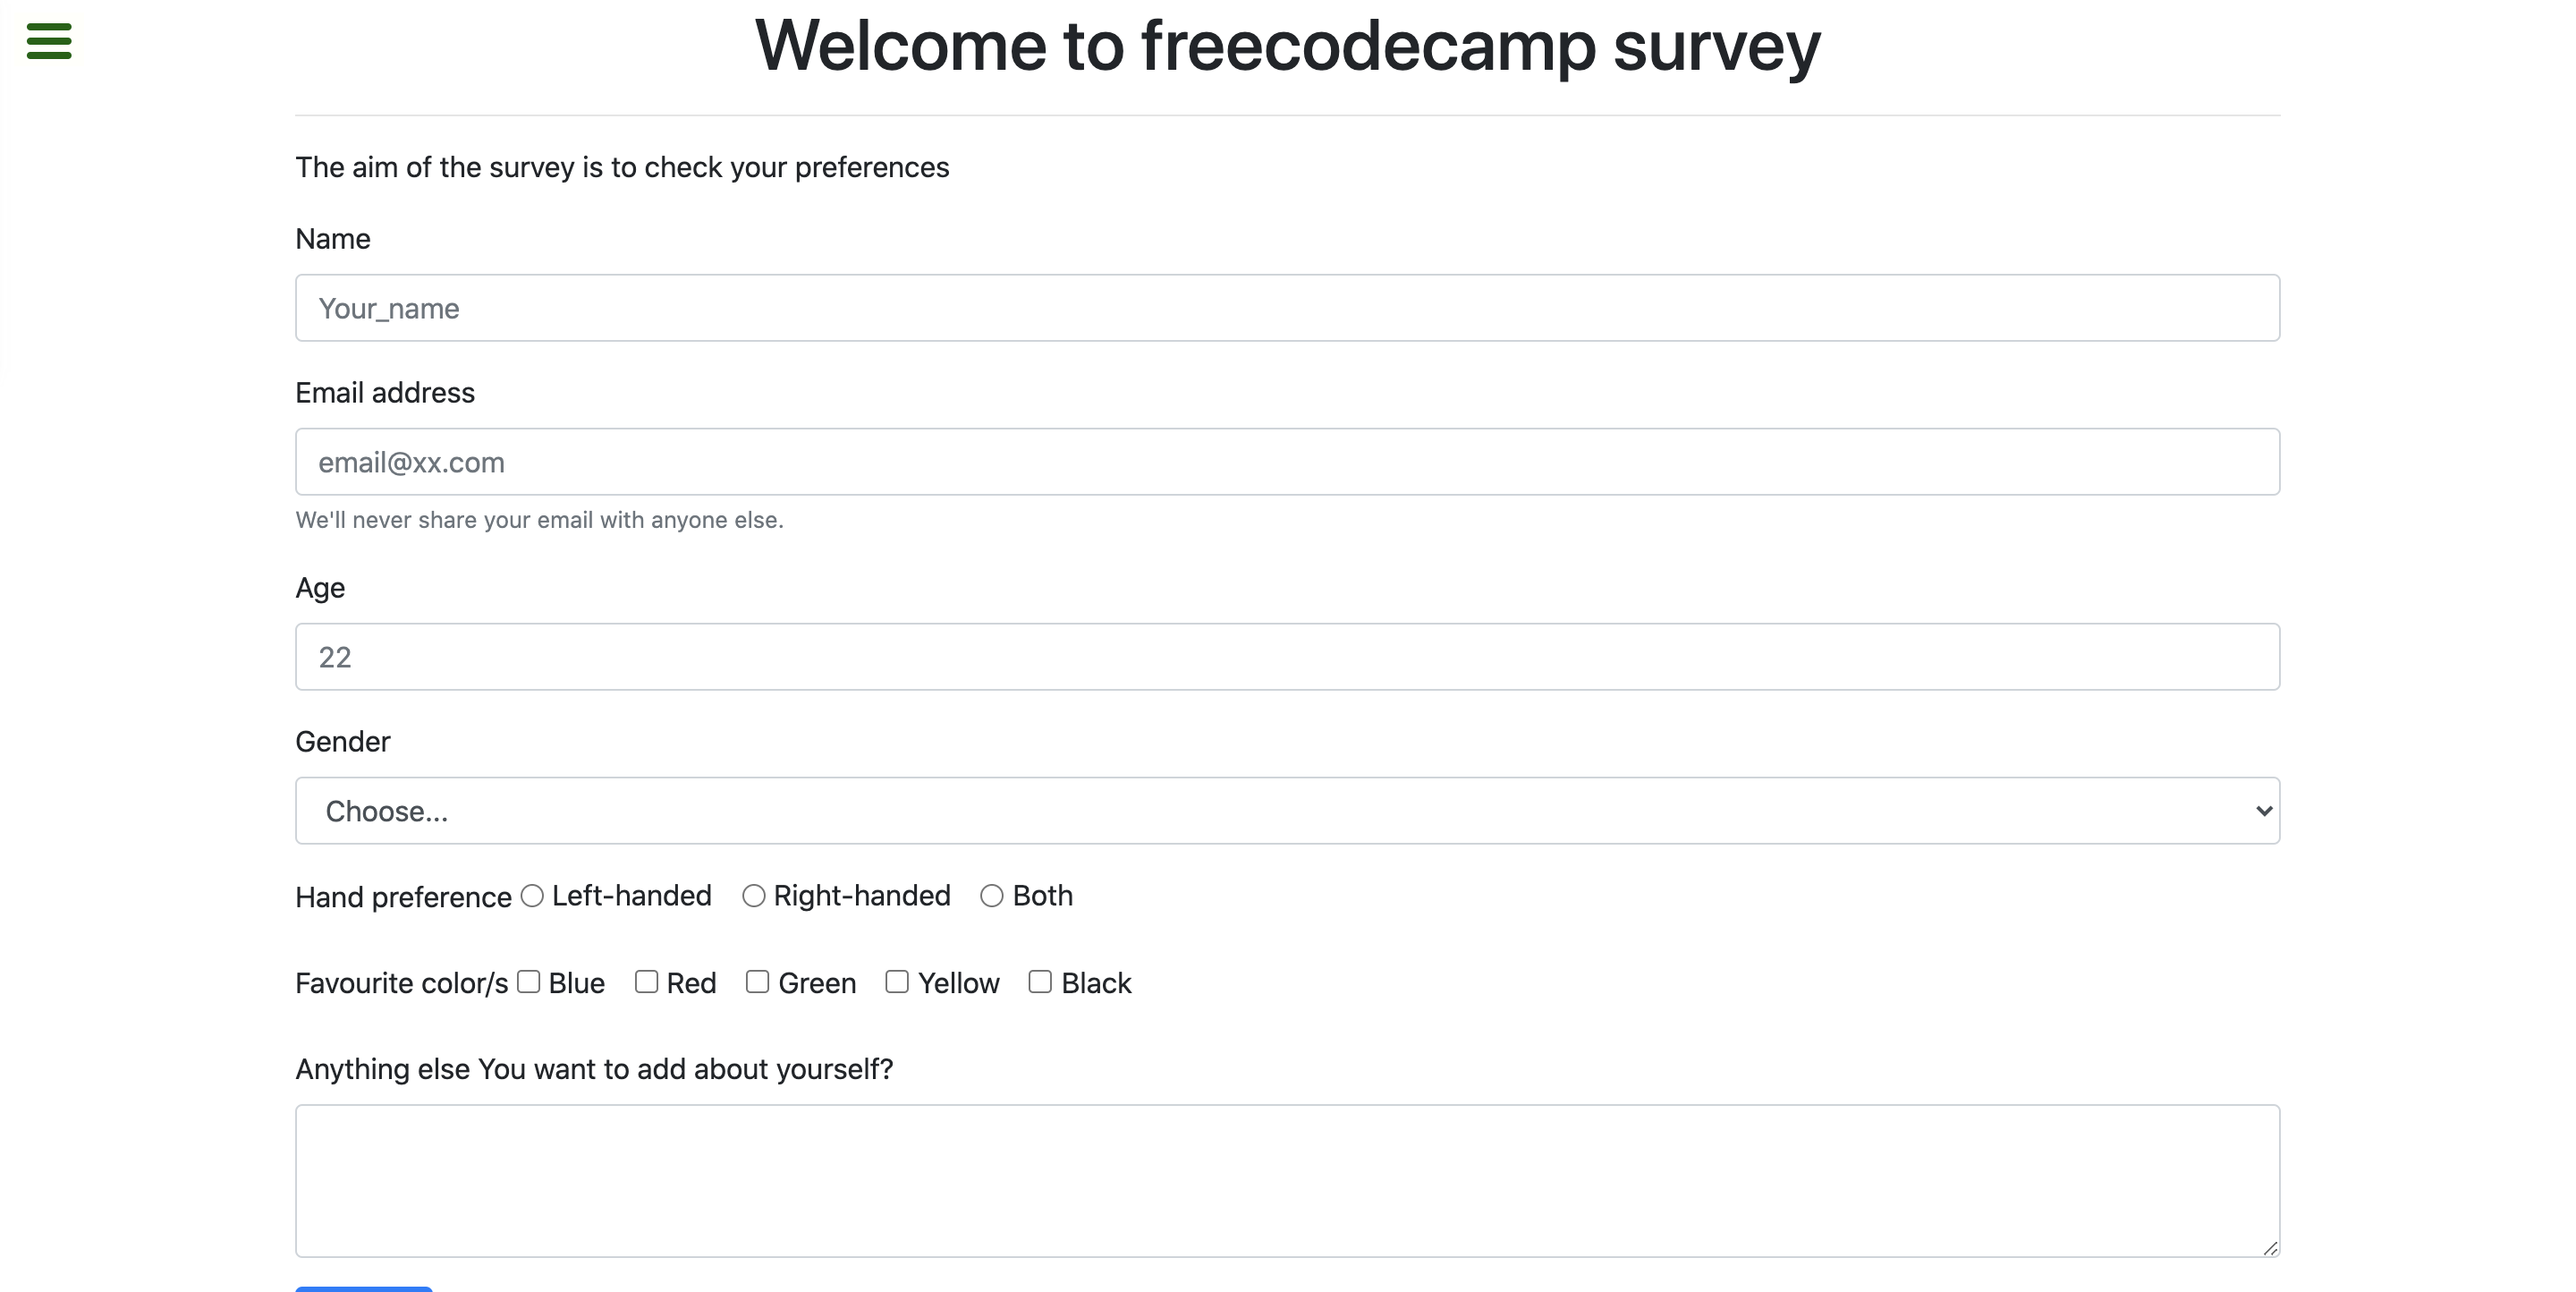 Welcome to freecodecamp survey
The aim of the survey is to check your preferences
Name
Your_name
Email address
email@xx.com
We'll never share your email with anyone else.
Age
22
Gender
Choose...
Hand preference Left-handed Right-handed Both
Favourite color/s Blue Red Green Yellow Black
Anything else You want to add about yourself?